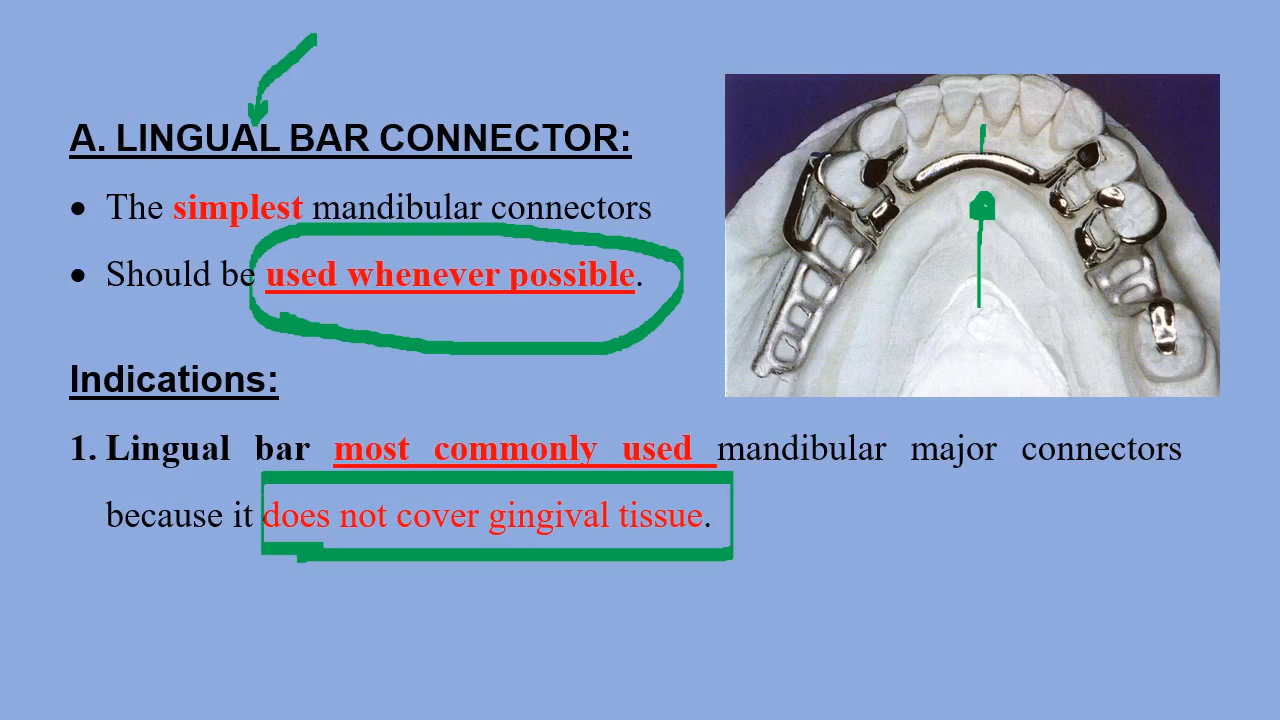 A. LINGUAL BAR CONNECTOR:
• The simplest mandibular connectors
• Should be used whenever possible.
Indications:
1. Lingual bar most commonly used mandibular major connectors
because it does not cover gingival tissue.